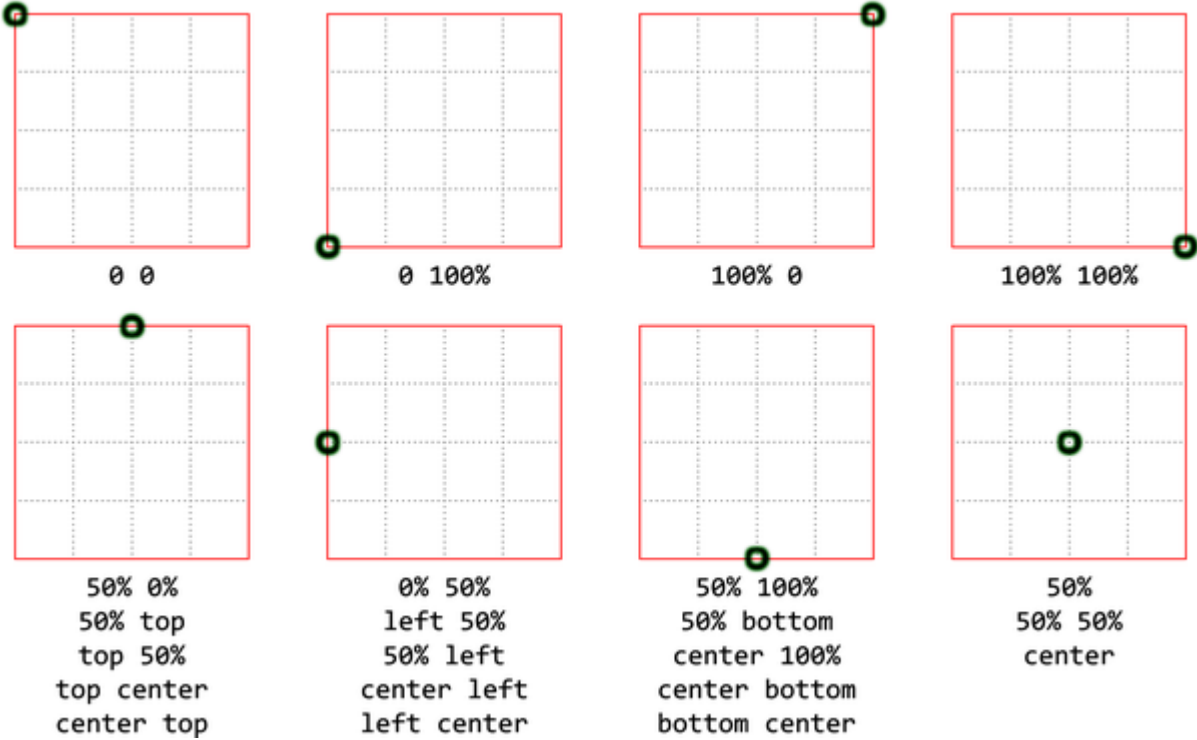 0 0
0 100%
100% 0
100% 100%
50% 0%
50% top
top 50%
top center
center top
0% 50%
left 50%
50% left
center left
left center
50% 100%
50% bottom
center 100%
center bottom
bottom center
50%
50% 50%
center